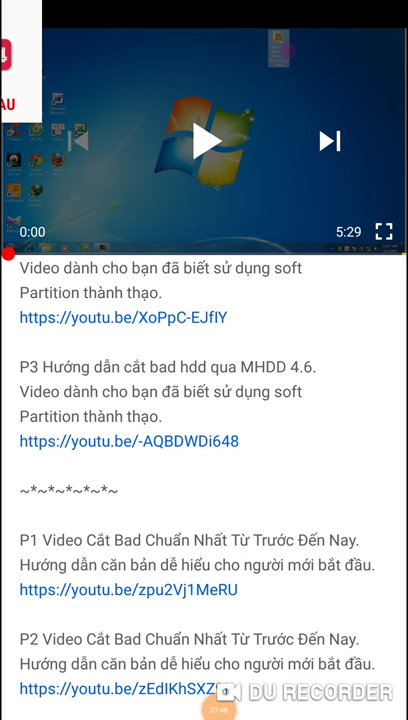 AU
0:00
5:29
Video dành cho bạn đã biết sử dụng soft
Partition thành thạo.
https://youtu.be/XoPpC-EJfIY
P3 Hướng dẫn cắt bad hdd qua MHDD 4.6.
Video dành cho bạn đã biết sử dụng soft
Partition thành thạo.
https://youtu.be/-AQBDWDi648
~*~*~*~*~*~
P1 Video Cắt Bad Chuẩn Nhất Từ Trước Đến Nay.
Hướng dẫn căn bản dễ hiểu cho người mới bắt đầu.
https://youtu.be/zpu2Vj1MeRU
P2 Video Cắt Bad Chuẩn Nhất Từ Trước Đến Nay.
Hướng dẫn căn bản dễ hiểu cho người mới bắt đầu.
https://youtu.be/zEdIKhSXZ
DU RECORDER
27:48